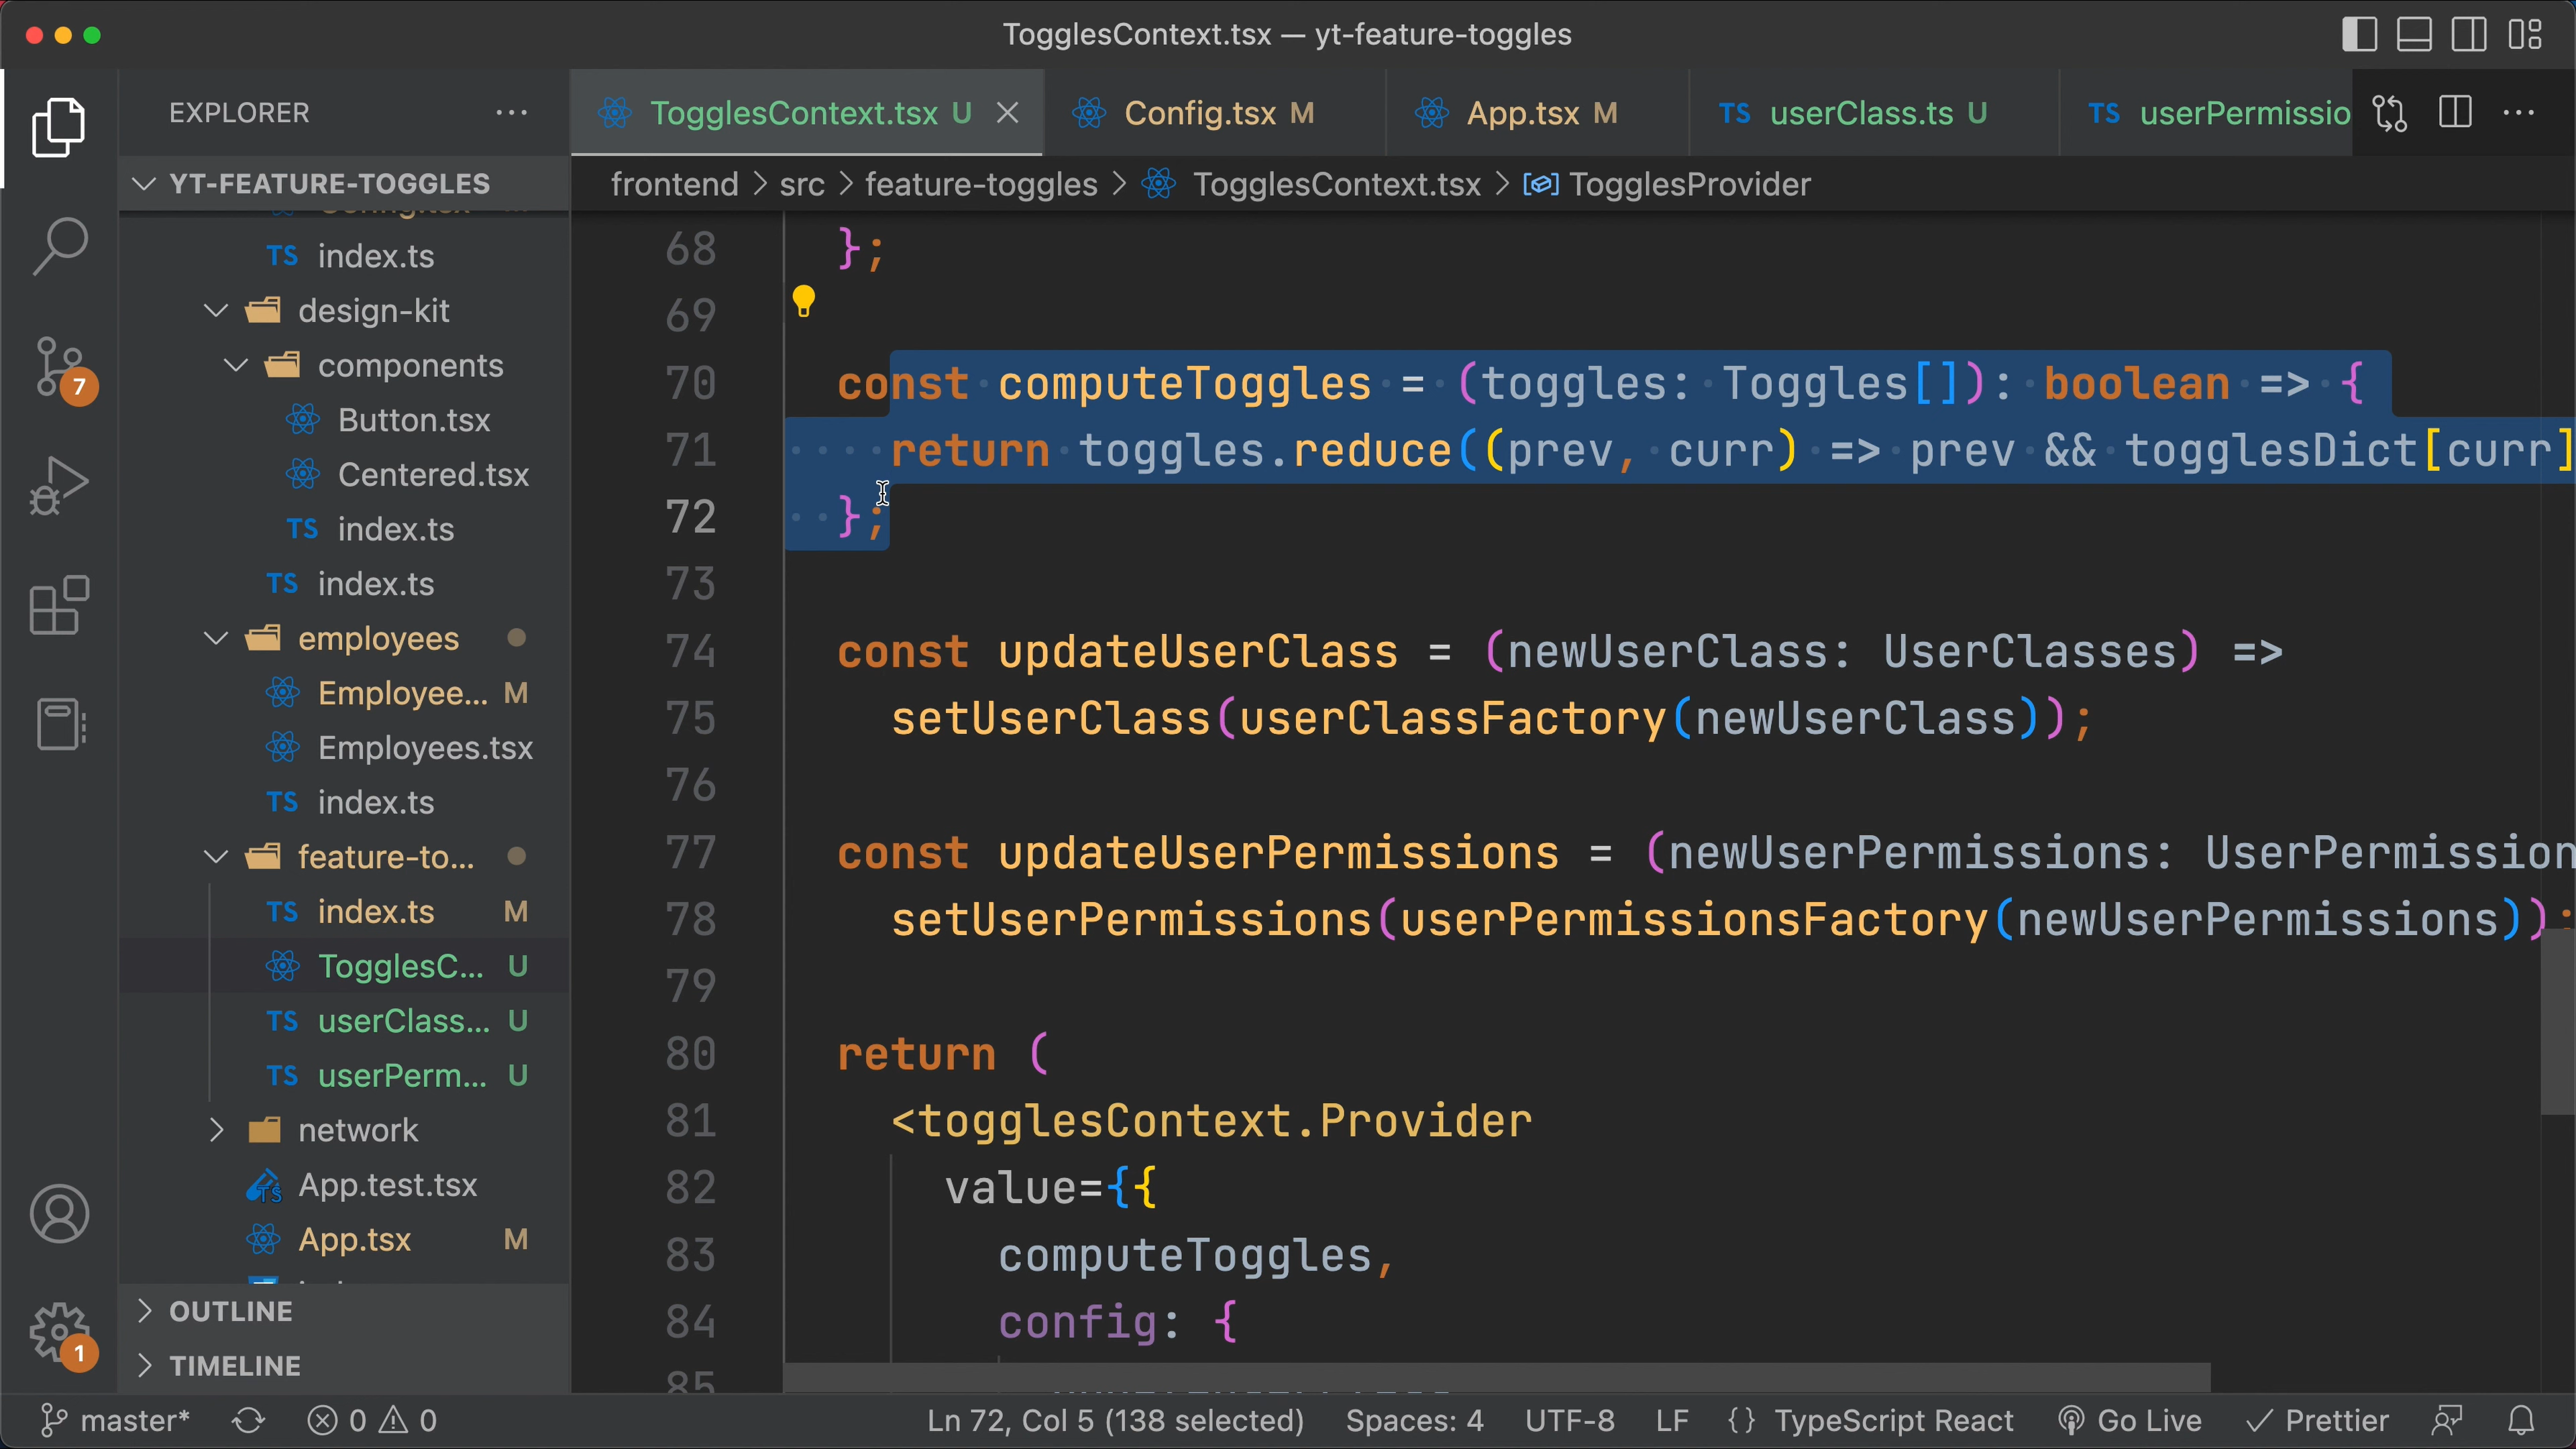 TogglesContext.tsx — yt-feature-toggles
EXPLORER
TogglesContext.tsx U
Config.tsx M
App.tsx M
TS userClass.ts U
TS userPermissio
YT-FEATURE-TOGGLES
frontend > src > feature-toggles > TogglesContext.tsx > TogglesProvider
Config.tsx
TS index.ts
design-kit
components
Button.tsx
Centered.tsx
TS index.ts
TS index.ts
employees
Employee... M
Employees.tsx
TS index.ts
feature-to...
TS index.ts M
TogglesC... U
TS userClass... U
TS userPerm... U
network
App.test.tsx
App.tsx M
OUTLINE
TIMELINE
7
1
68 };
69
70 const computeToggles = (toggles: Toggles[]): boolean => {
71 return toggles.reduce((prev, curr) => prev && togglesDict[curr]
72 };
73
74 const updateUserClass = (newUserClass: UserClasses) =>
75 setUserClass(userClassFactory(newUserClass));
76
77 const updateUserPermissions = (newUserPermissions: UserPermission
78 setUserPermissions(userPermissionsFactory(newUserPermissions));
79
80 return (
81 <togglesContext.Provider
82 value={{
83 computeToggles,
84 config: {
85
master* 0 0 Ln 72, Col 5 (138 selected) Spaces: 4 UTF-8 LF {} TypeScript React Go Live Prettier